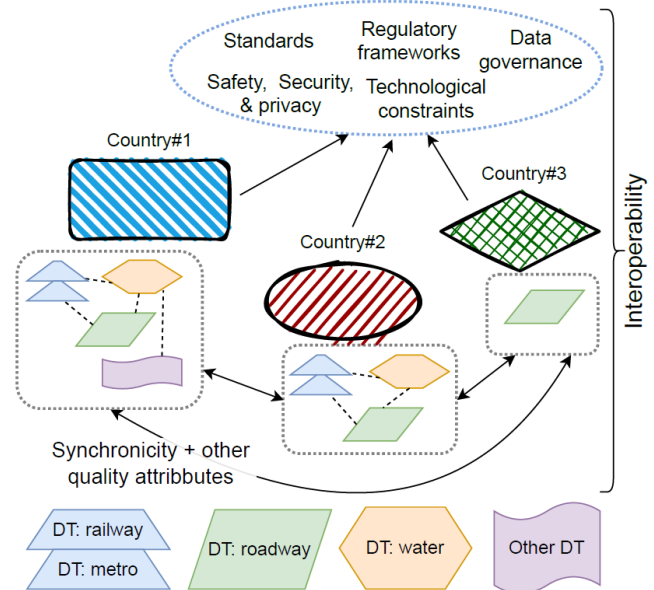 Standards
Regulatory
frameworks
Data
governance
Safety, Security,
& privacy
Technological
constraints
Country#1
Country#3
Country#2
Interoperability
Synchronicity + other
quality attribbutes
DT: railway
DT: metro
DT: roadway
DT: water
Other DT